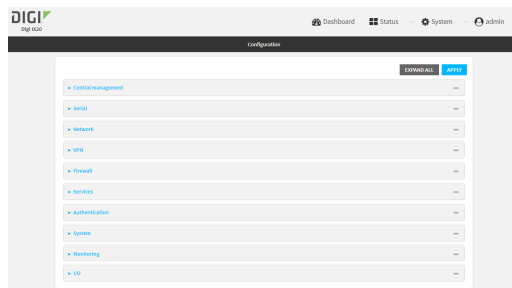 DIGI
Digi IX20
Dashboard
Status
System
admin
Configuration
EXPAND ALL
APPLY
Central management
Serial
Network
VPN
Firewall
Services
Authentication
System
Monitoring
I/O